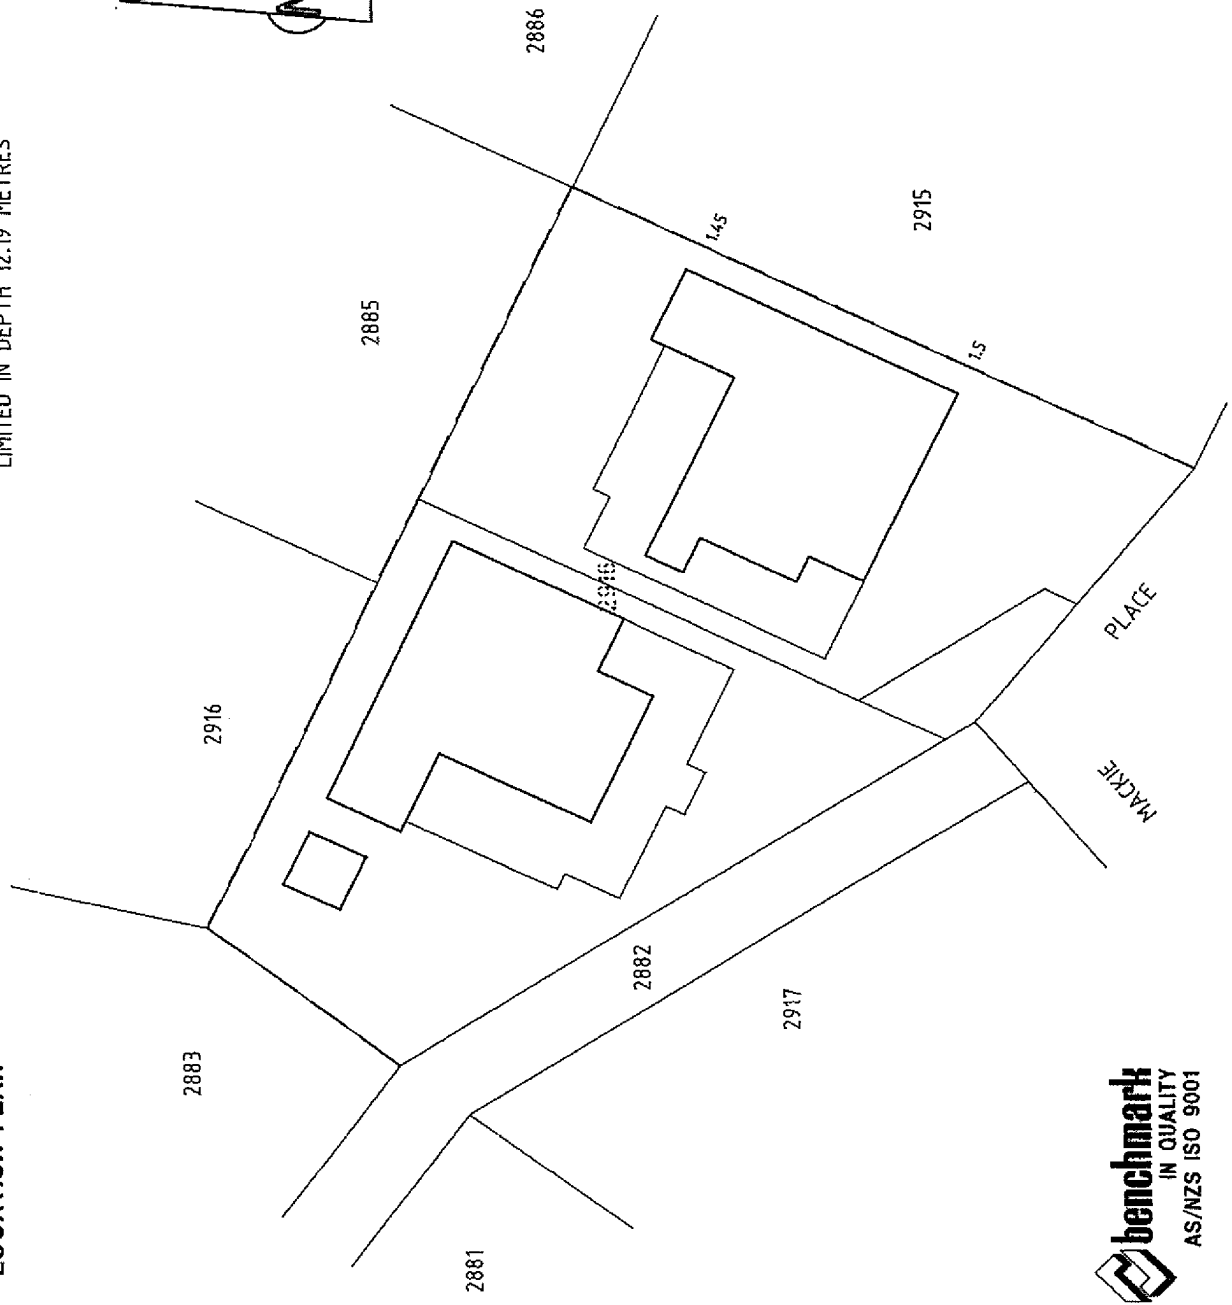 LIMITED IN DEPTH 12.19 METRES
N
2883
2916
2885
2881
2886
2882
1.45
2917
2915
1.5
MACKIE PLACE
benchmark
IN QUALITY
AS/NZS ISO 9001